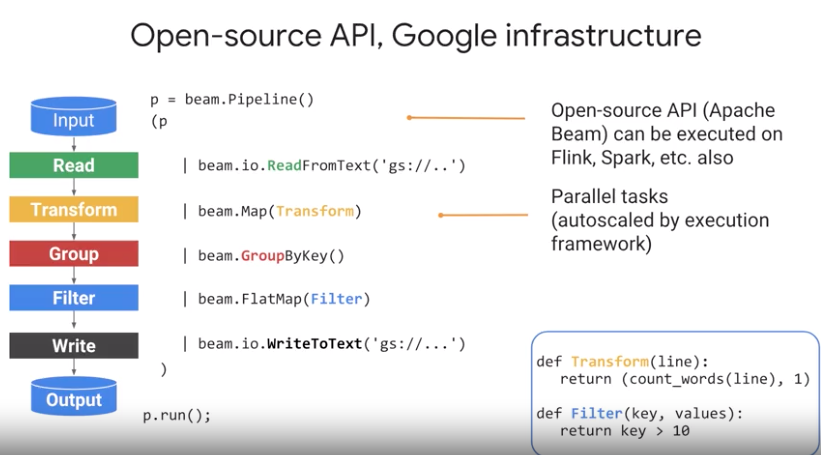 Open-source API, Google infrastructure
Input
Read
Transform
Group
Filter
Write
Output
p = beam.Pipeline()
(p
| beam.io.ReadFromText('gs://..')
| beam.Map(Transform)
| beam.GroupByKey()
| beam.FlatMap(Filter)
| beam.io.WriteToText('gs://...')
)
p.run();
Open-source API (Apache
Beam) can be executed on
Flink, Spark, etc. also
Parallel tasks
(autoscaled by execution
framework)
def Transform(line):
return (count_words(line), 1)
def Filter(key, values):
return key > 10